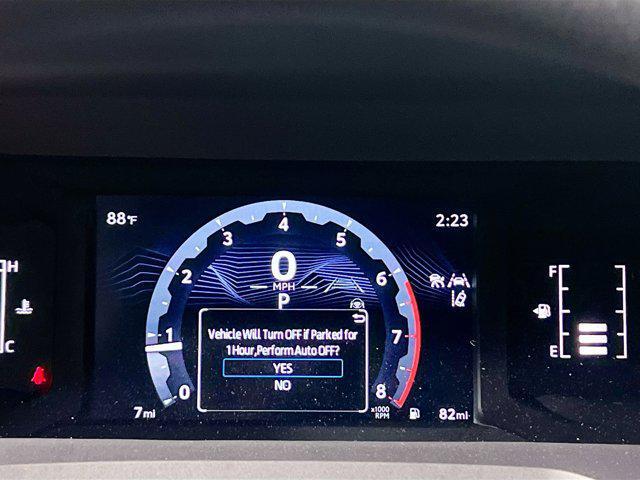 88°F
2:23
4
3
5
2
6
0
MPH
P
H
C
F
E
Vehicle Will Turn OFF if Parked for
1 Hour,Perform Auto OFF?
YES
NO
1
7
0
8
x1000
RPM
7mi
82mi